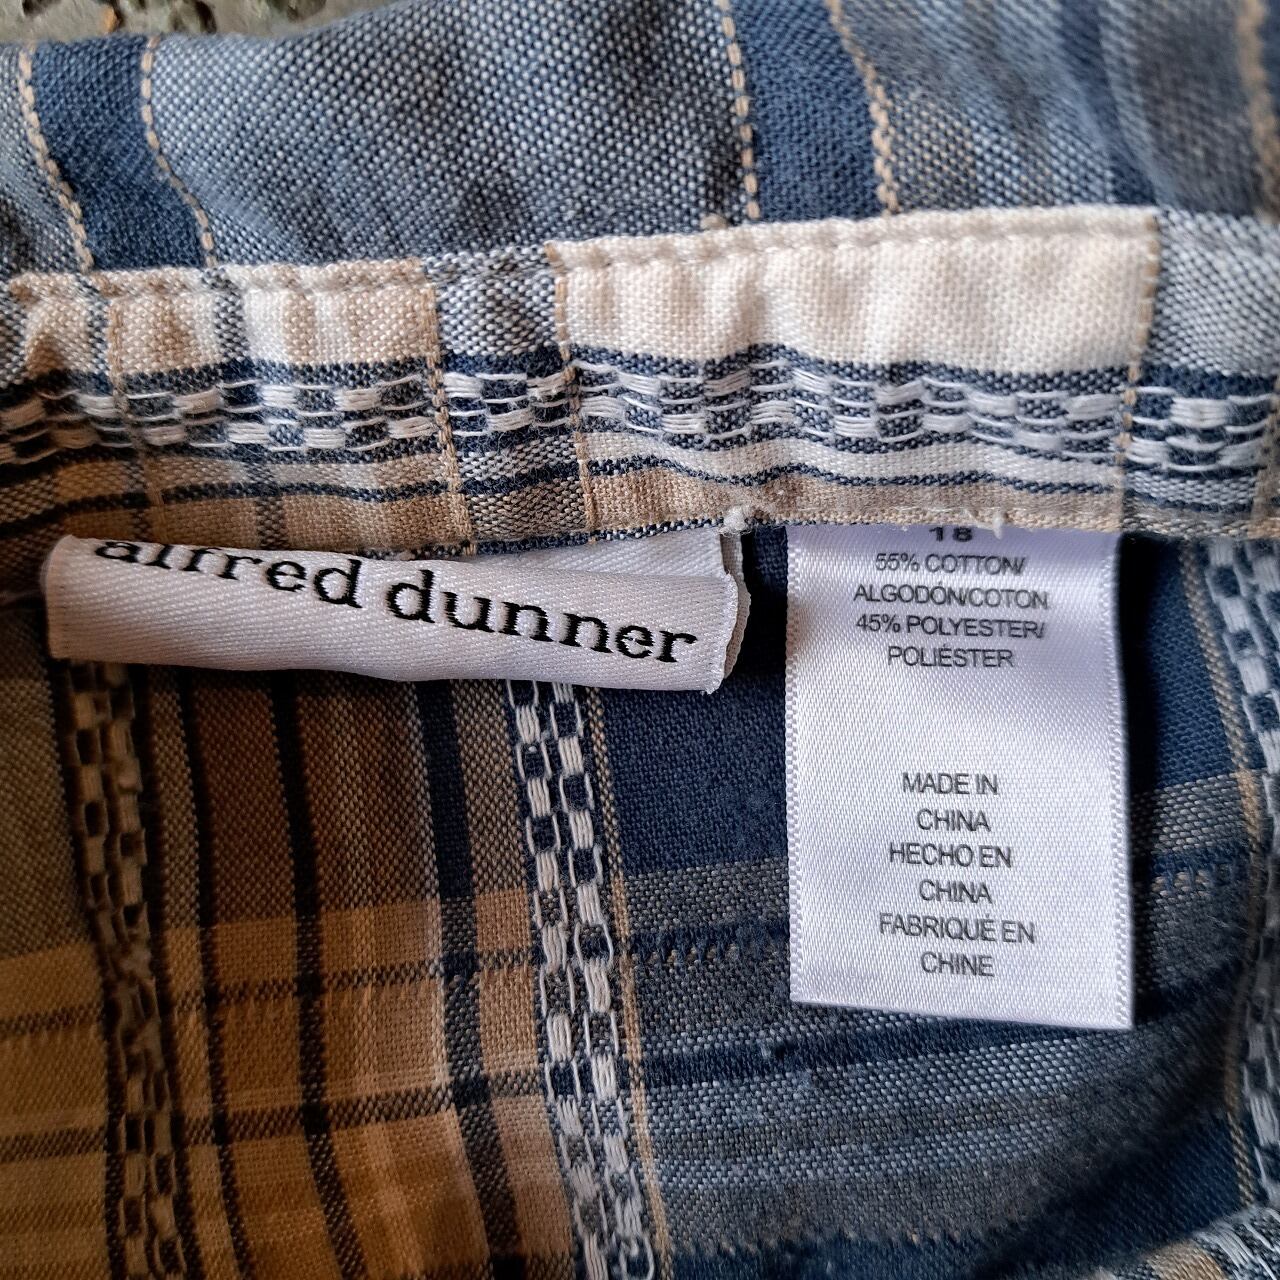 alfred dunner
18
55% COTTON/
ALGODÓN/COTON
45% POLYESTER/
POLIÉSTER
MADE IN
CHINA
HECHO EN
CHINA
FABRIQUÉ EN
CHINE